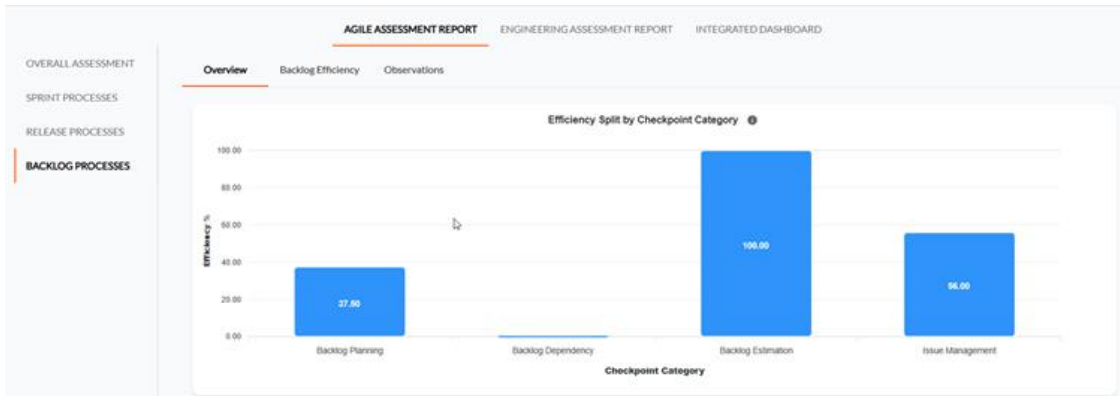 AGILE ASSESSMENT REPORT ENGINEERING ASSESSMENT REPORT INTEGRATED DASHBOARD
OVERALL ASSESSMENT
SPRINT PROCESSES
RELEASE PROCESSES
BACKLOG PROCESSES
Overview Backlog Efficiency Observations
Efficiency Split by Checkpoint Category
Efficiency %
100.00
80.00
60.00
40.00
20.00
0.00
37.50
100.00
56.00
Backlog Planning Backlog Dependency Backlog Estimation Issue Management
Checkpoint Category